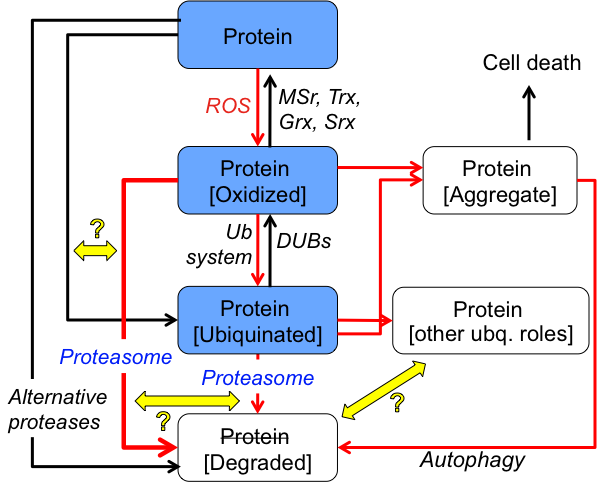 Protein
Cell death
ROS
MSr, Trx,
Grx, Srx
Protein
[Oxidized]
Protein
[Aggregate]
?
Ub
system
DUBs
Protein
[Ubiquinated]
Protein
[other ubq. roles]
Proteasome
Proteasome
Alternative
proteases
?
?
Protein
[Degraded]
Autophagy